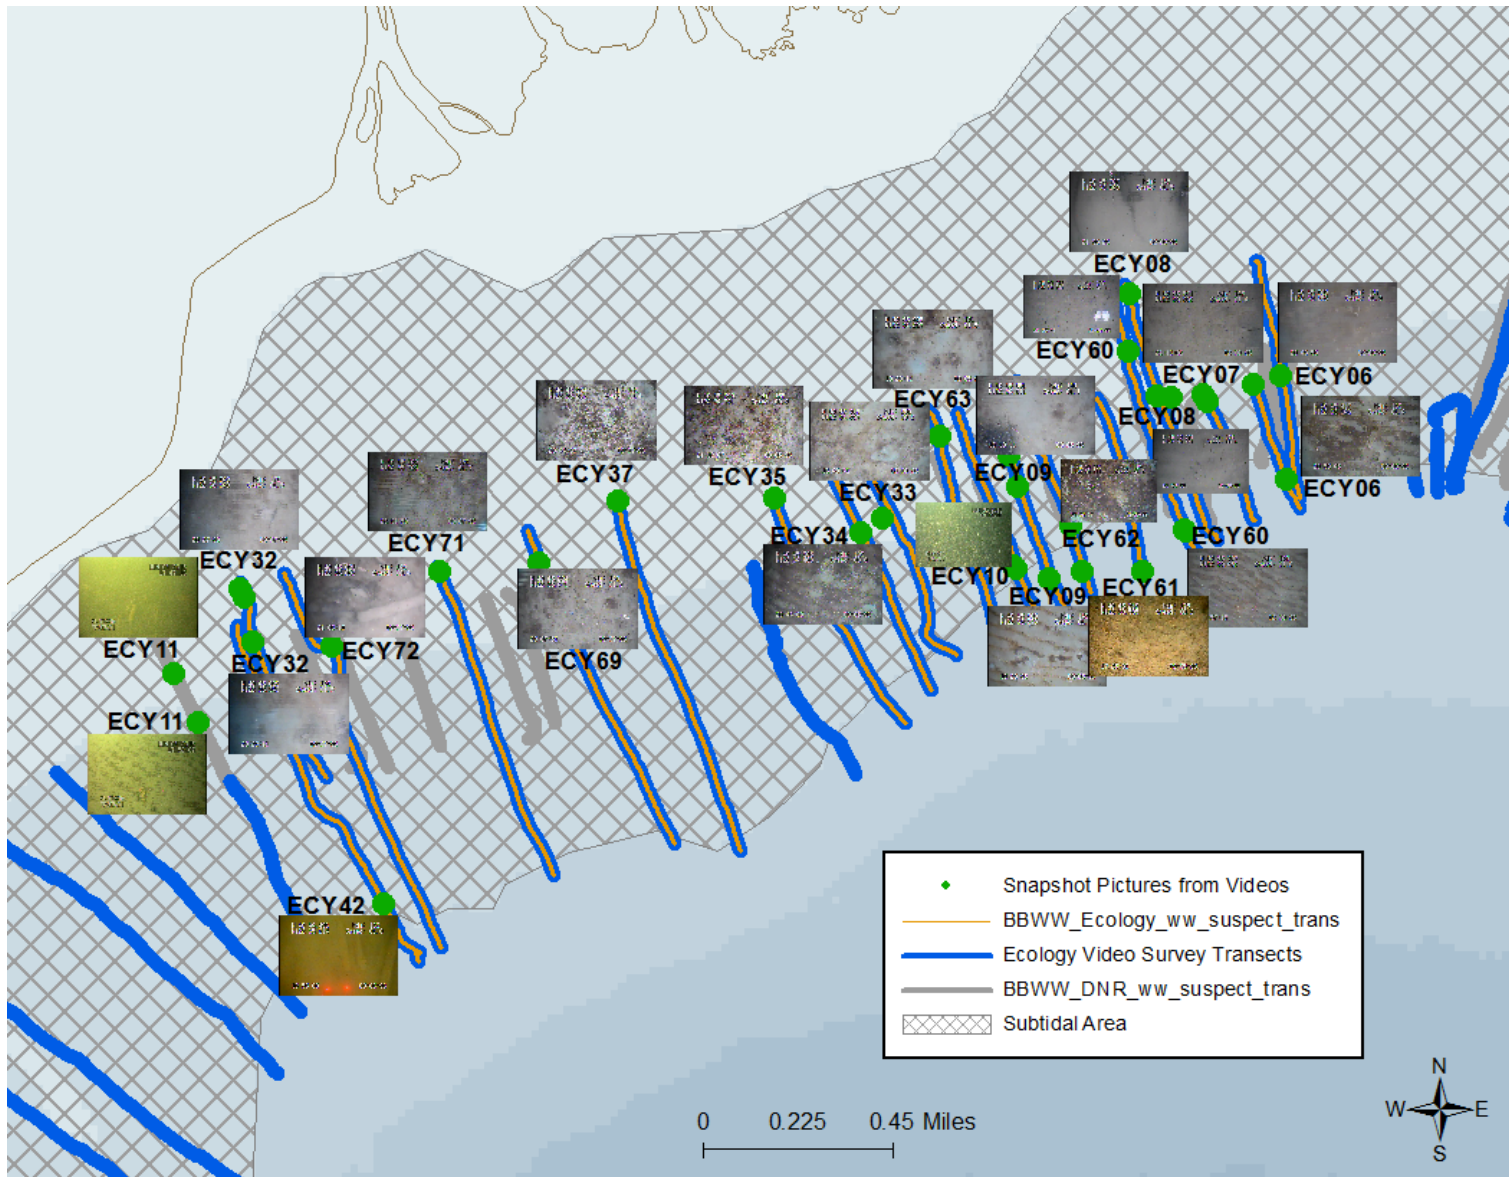 ECY08
ECY60
ECY07
ECY06
ECY63
ECY08
ECY37
ECY35
ECY33
ECY09
ECY06
ECY71
ECY34
ECY62
ECY60
ECY32
ECY10
ECY09
ECY61
ECY11
ECY32
ECY72
ECY69
ECY11
ECY42
Snapshot Pictures from Videos
BBWW_Ecology_ww_suspect_trans
Ecology Video Survey Transects
BBWW_DNR_ww_suspect_trans
Subtidal Area
0 0.225 0.45 Miles
N
W E
S